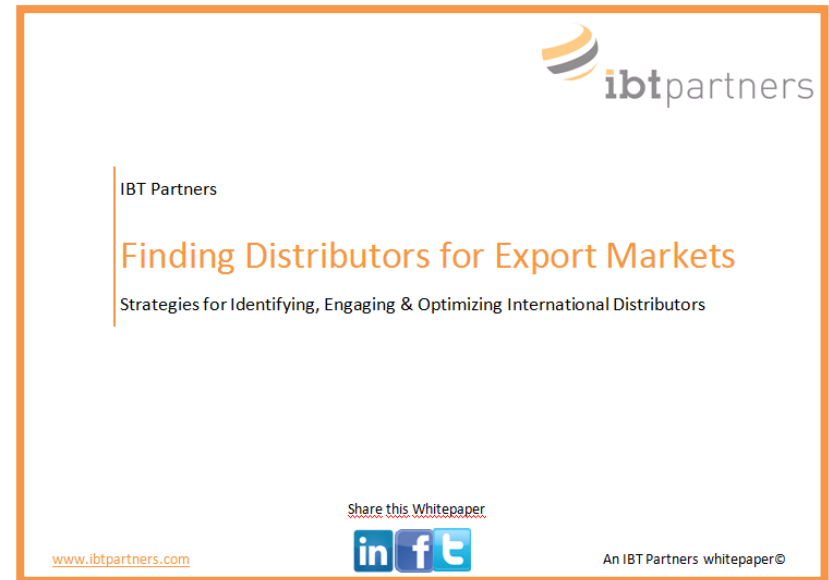 ibtpartners
IBT Partners
Finding Distributors for Export Markets
Strategies for Identifying, Engaging & Optimizing International Distributors
Share this Whitepaper
in f t
www.ibtpartners.com
An IBT Partners whitepaper©